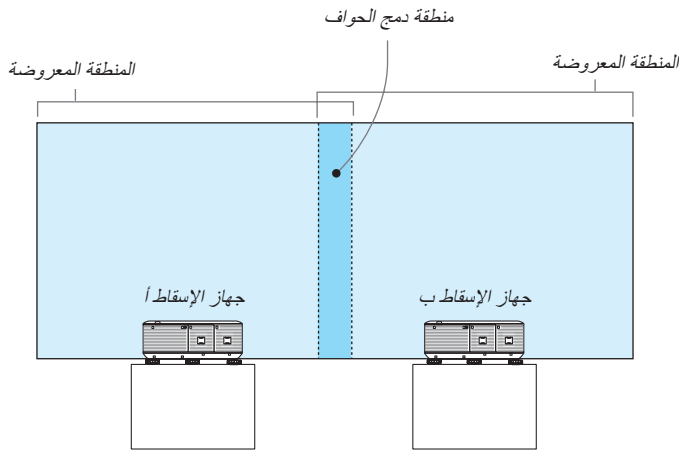 منطقة دمج الحواف
المنطقة المعروضة
المنطقة المعروضة
جهاز الإسقاط ب
جهاز الإسقاط أ